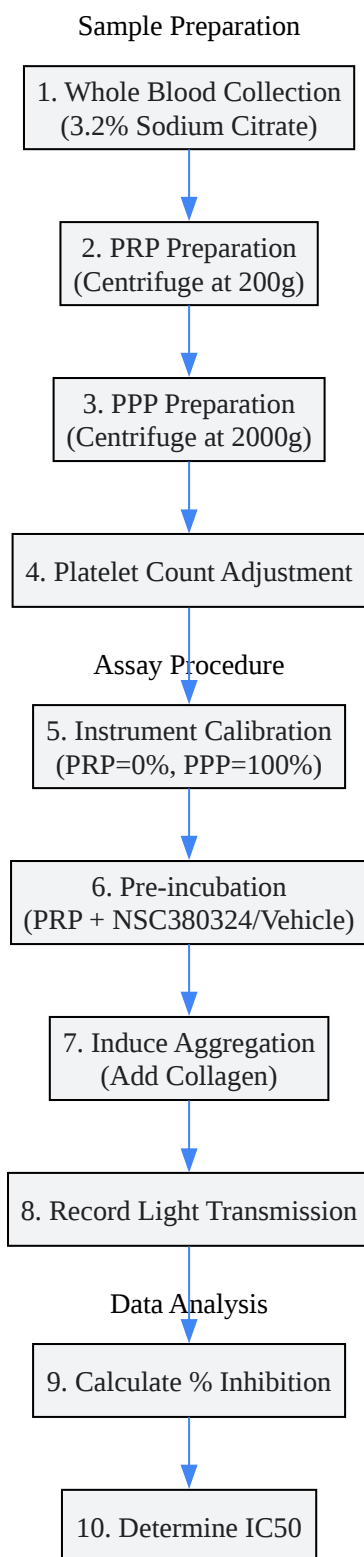 Sample Preparation
1. Whole Blood Collection
(3.2% Sodium Citrate)
2. PRP Preparation
(Centrifuge at 200g)
3. PPP Preparation
(Centrifuge at 2000g)
4. Platelet Count Adjustment
Assay Procedure
5. Instrument Calibration
(PRP=0%, PPP=100%)
6. Pre-incubation
(PRP + NSC380324/Vehicle)
7. Induce Aggregation
(Add Collagen)
8. Record Light Transmission
Data Analysis
9. Calculate % Inhibition
10. Determine IC50